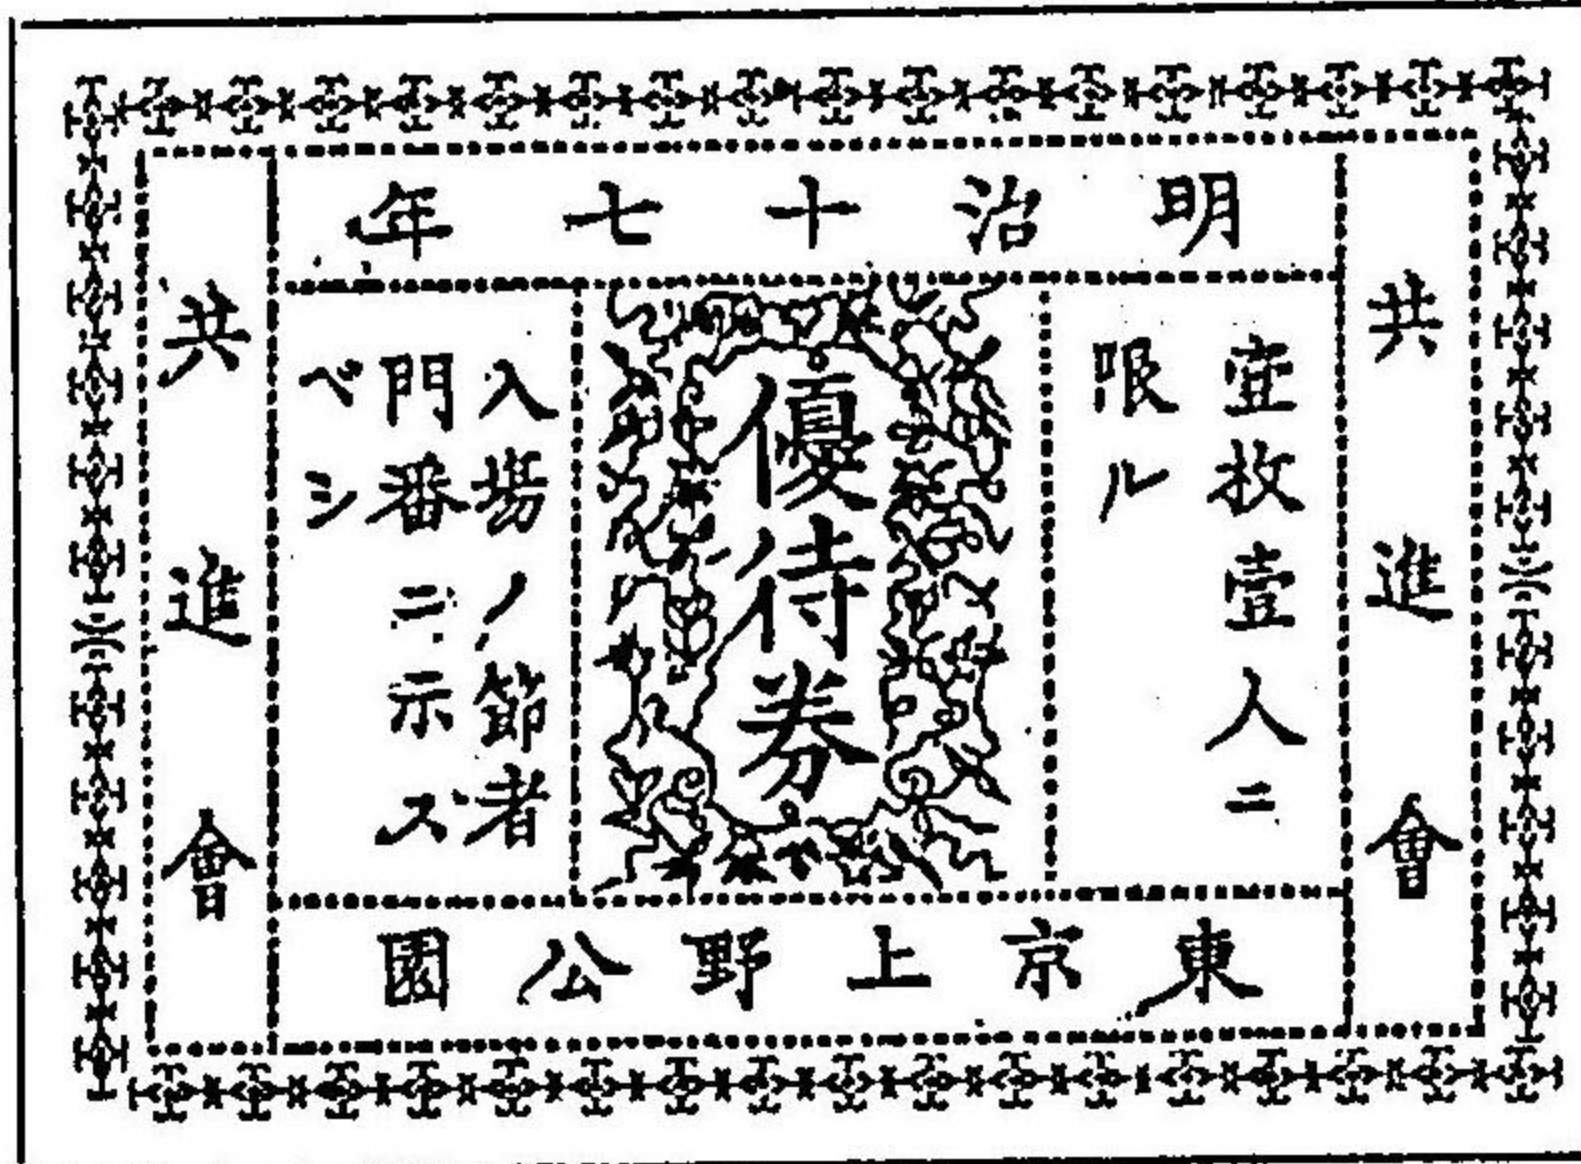 明治十七年
共進會
壹枚壹人ニ
限ル
優待券
入場ノ節者
門番ニ示ス
ベシ
共進會
東京上野公園